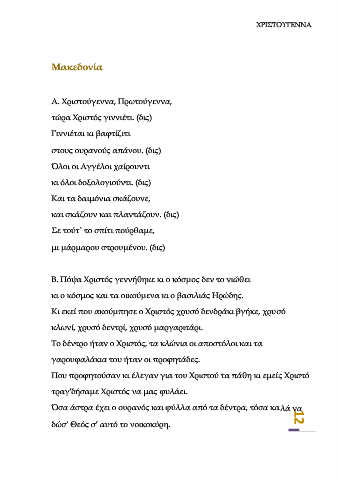 ΧΡΙΣΤΟΥΓΕΝΝΑ
Μακεδονία
Α. Χριστούγεννα, Πρωτούγεννα,
τώρα Χριστός γιννιέτι. (δις)
Γιννιέται κι βαφτίζιτι
στους ουρανούς απάνου. (δις)
Όλοι οι Αγγέλοι χαίρουντι
κι όλοι δοξολογιούντι. (δις)
Και τα δαιμόνια σκάζουνε,
και σκάζουν και πλαντάζουν. (δις)
Σε τούτ' το σπίτι πούρθαμε,
μι μάρμαρου στρουμένου. (δις)
Β. Πόψα Χριστός γεννήθηκε κι ο κόσμος δεν το νιώθει
κι ο κόσμος και τα οικούμενα κι ο βασιλιάς Ηρώδης.
Κι εκεί που ακούμπησε ο Χριστός χρυσό δενδράκι βγήκε, χρυσό
κλωνί, χρυσό δεντρί, χρυσό μαργαριτάρι.
Το δέντρο ήταν ο Χριστός, τα κλώνια οι αποστόλοι και τα
γαρουφαλάκια του ήταν οι προφητάδες.
Που προφητούσαν κι έλεγαν για του Χριστού τα πάθη κι εμείς Χριστό
τραγ'δήσαμε Χριστός να μας φυλάει.
Όσα άστρα έχει ο ουρανός και φύλλα από τα δέντρα, τόσα καλά να
δώσ' Θεός σ' αυτό το νοικοκύρη.
12